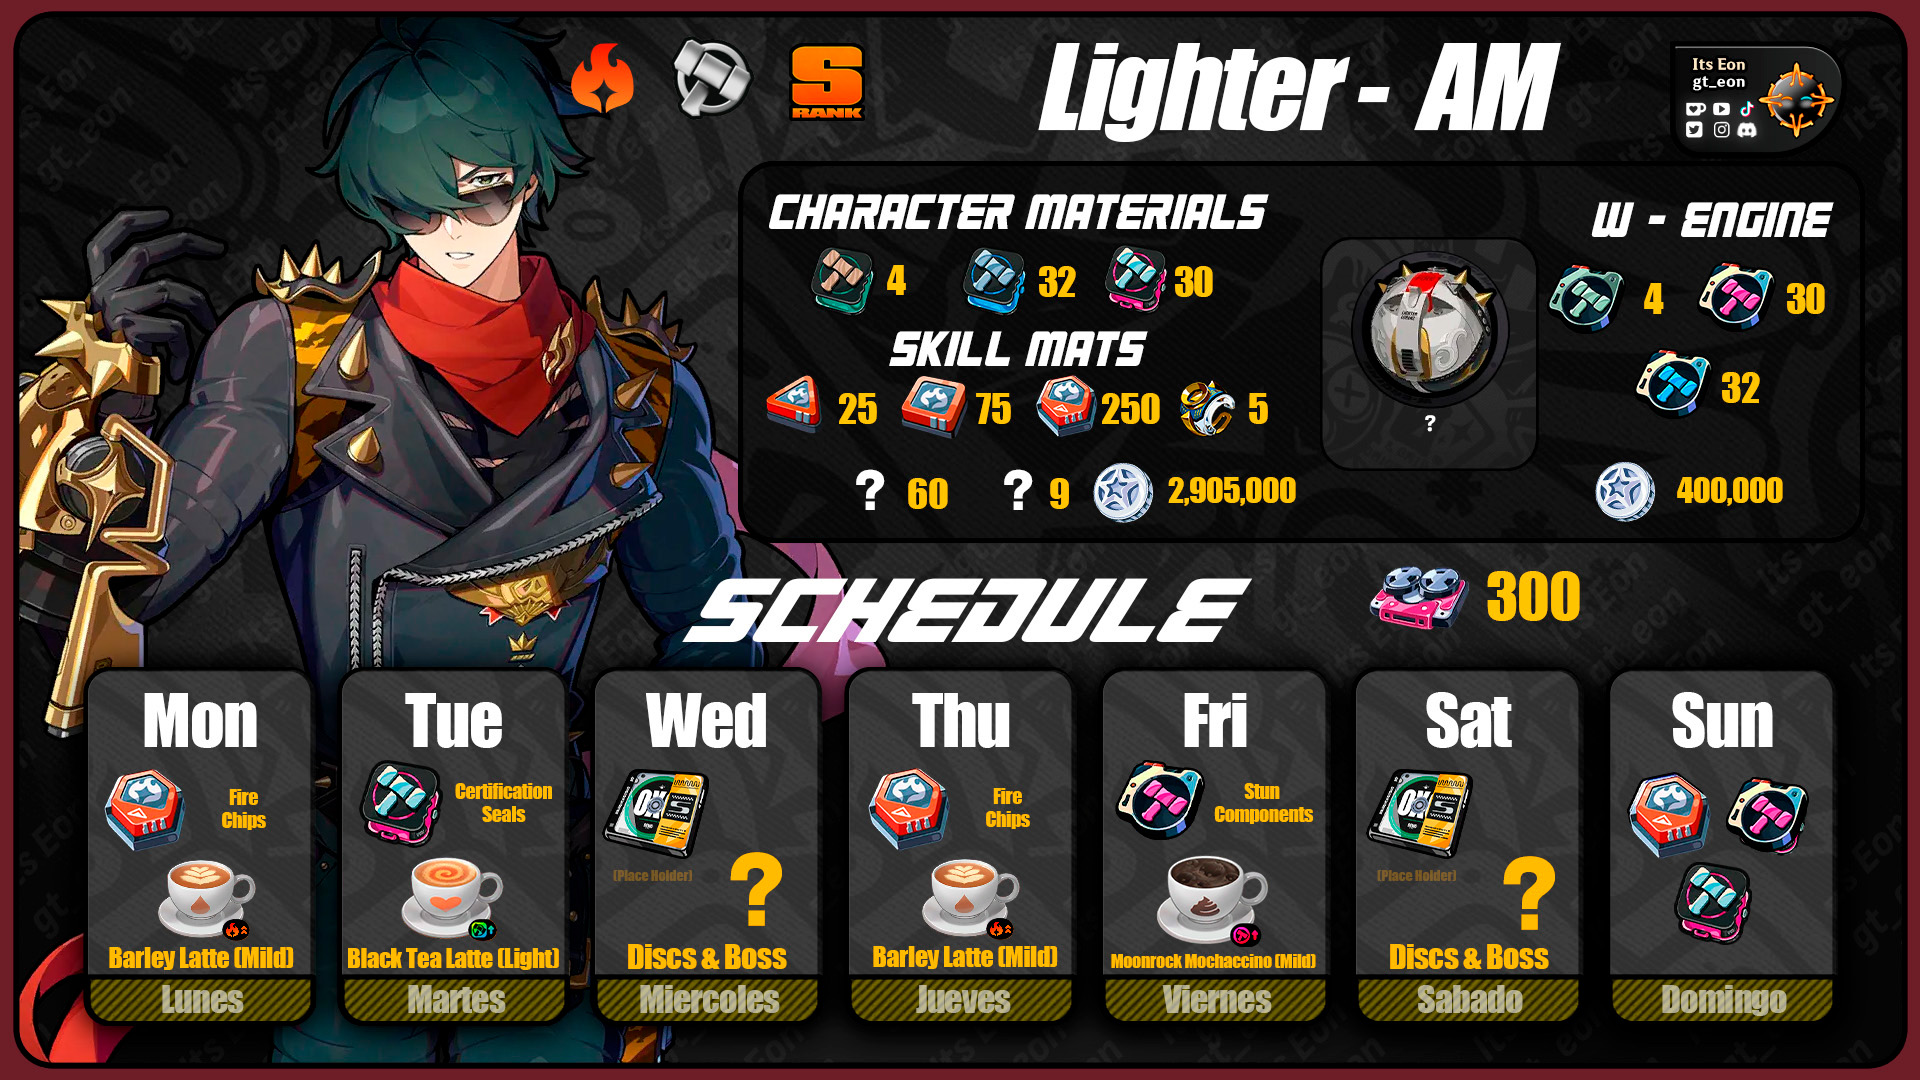 S
RANK
Lighter - AM
Its Eon
gt_eon
CHARACTER MATERIALS
4
32
30
SKILL MATS
25
75
250
5
? 60
? 9
2,905,000
W - ENGINE
4
30
32
?
400,000
SCHEDULE
300
Mon
Fire
Chips
Barley Latte (Mild)
Lunes
Tue
Certification
Seals
Black Tea Latte (Light)
Martes
Wed
(Place Holder)
?
Discs & Boss
Miercoles
Thu
Fire
Chips
Barley Latte (Mild)
Jueves
Fri
Stun
Components
Moonrock Mochaccino (Mild)
Viernes
Sat
(Place Holder)
?
Discs & Boss
Sabado
Sun
Domingo